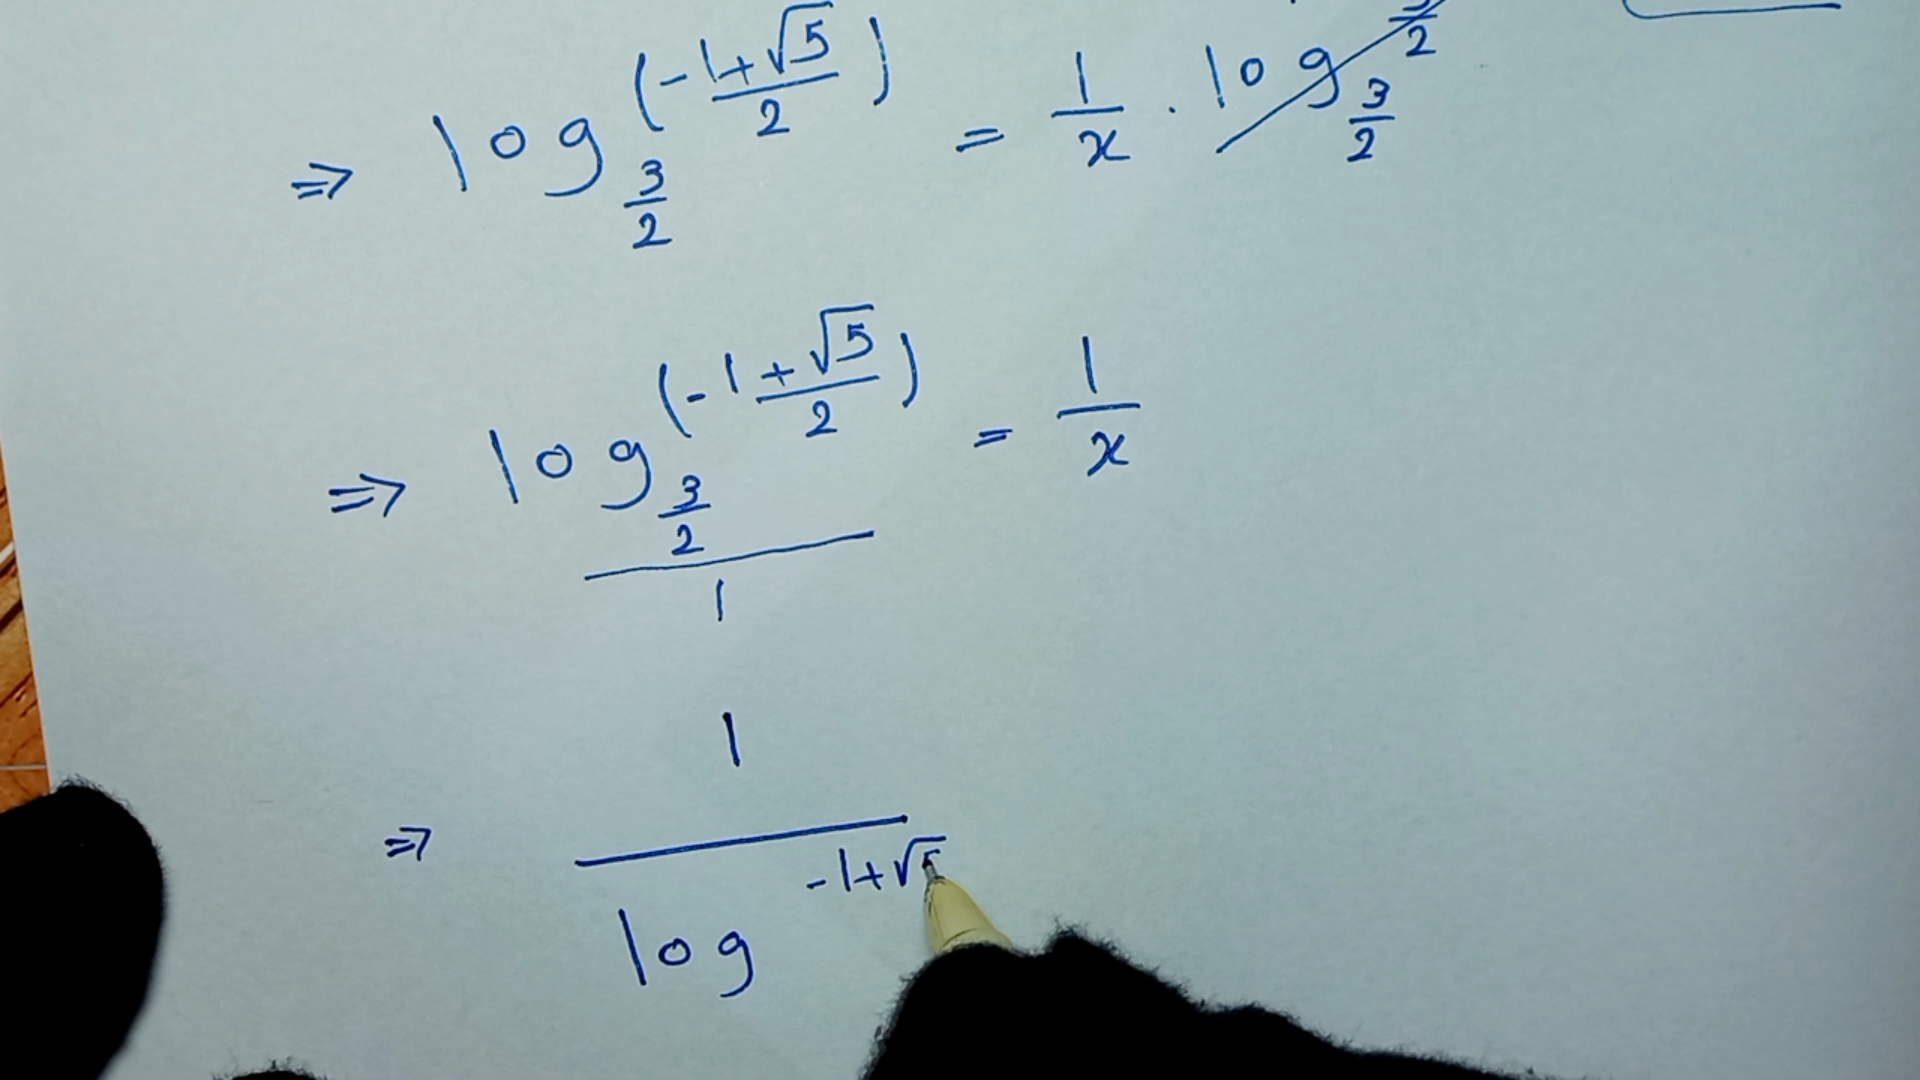 ⇒ log_{3/2}^{(-1+√5 / 2)} = 1/x · log_{3/2}^{3/2}
⇒ log_{3/2}^{(-1+√5 / 2)} / 1 = 1/x
⇒ 1 / log^{-1+√5}